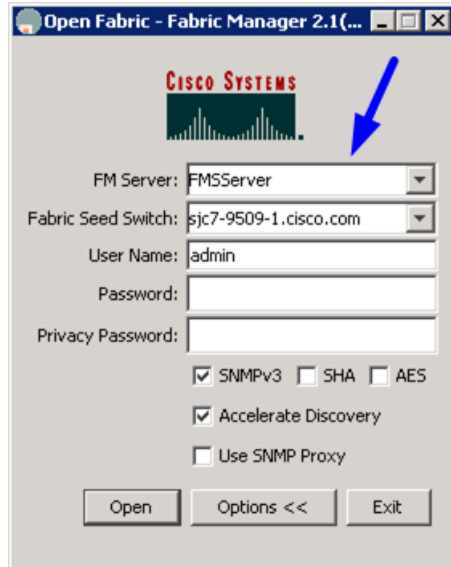 Open Fabric - Fabric Manager 2.1(...
CISCO SYSTEMS
FM Server: FMSServer
Fabric Seed Switch: sjc7-9509-1.cisco.com
User Name: admin
Password:
Privacy Password:
SNMPv3 SHA AES
Accelerate Discovery
Use SNMP Proxy
Open Options << Exit